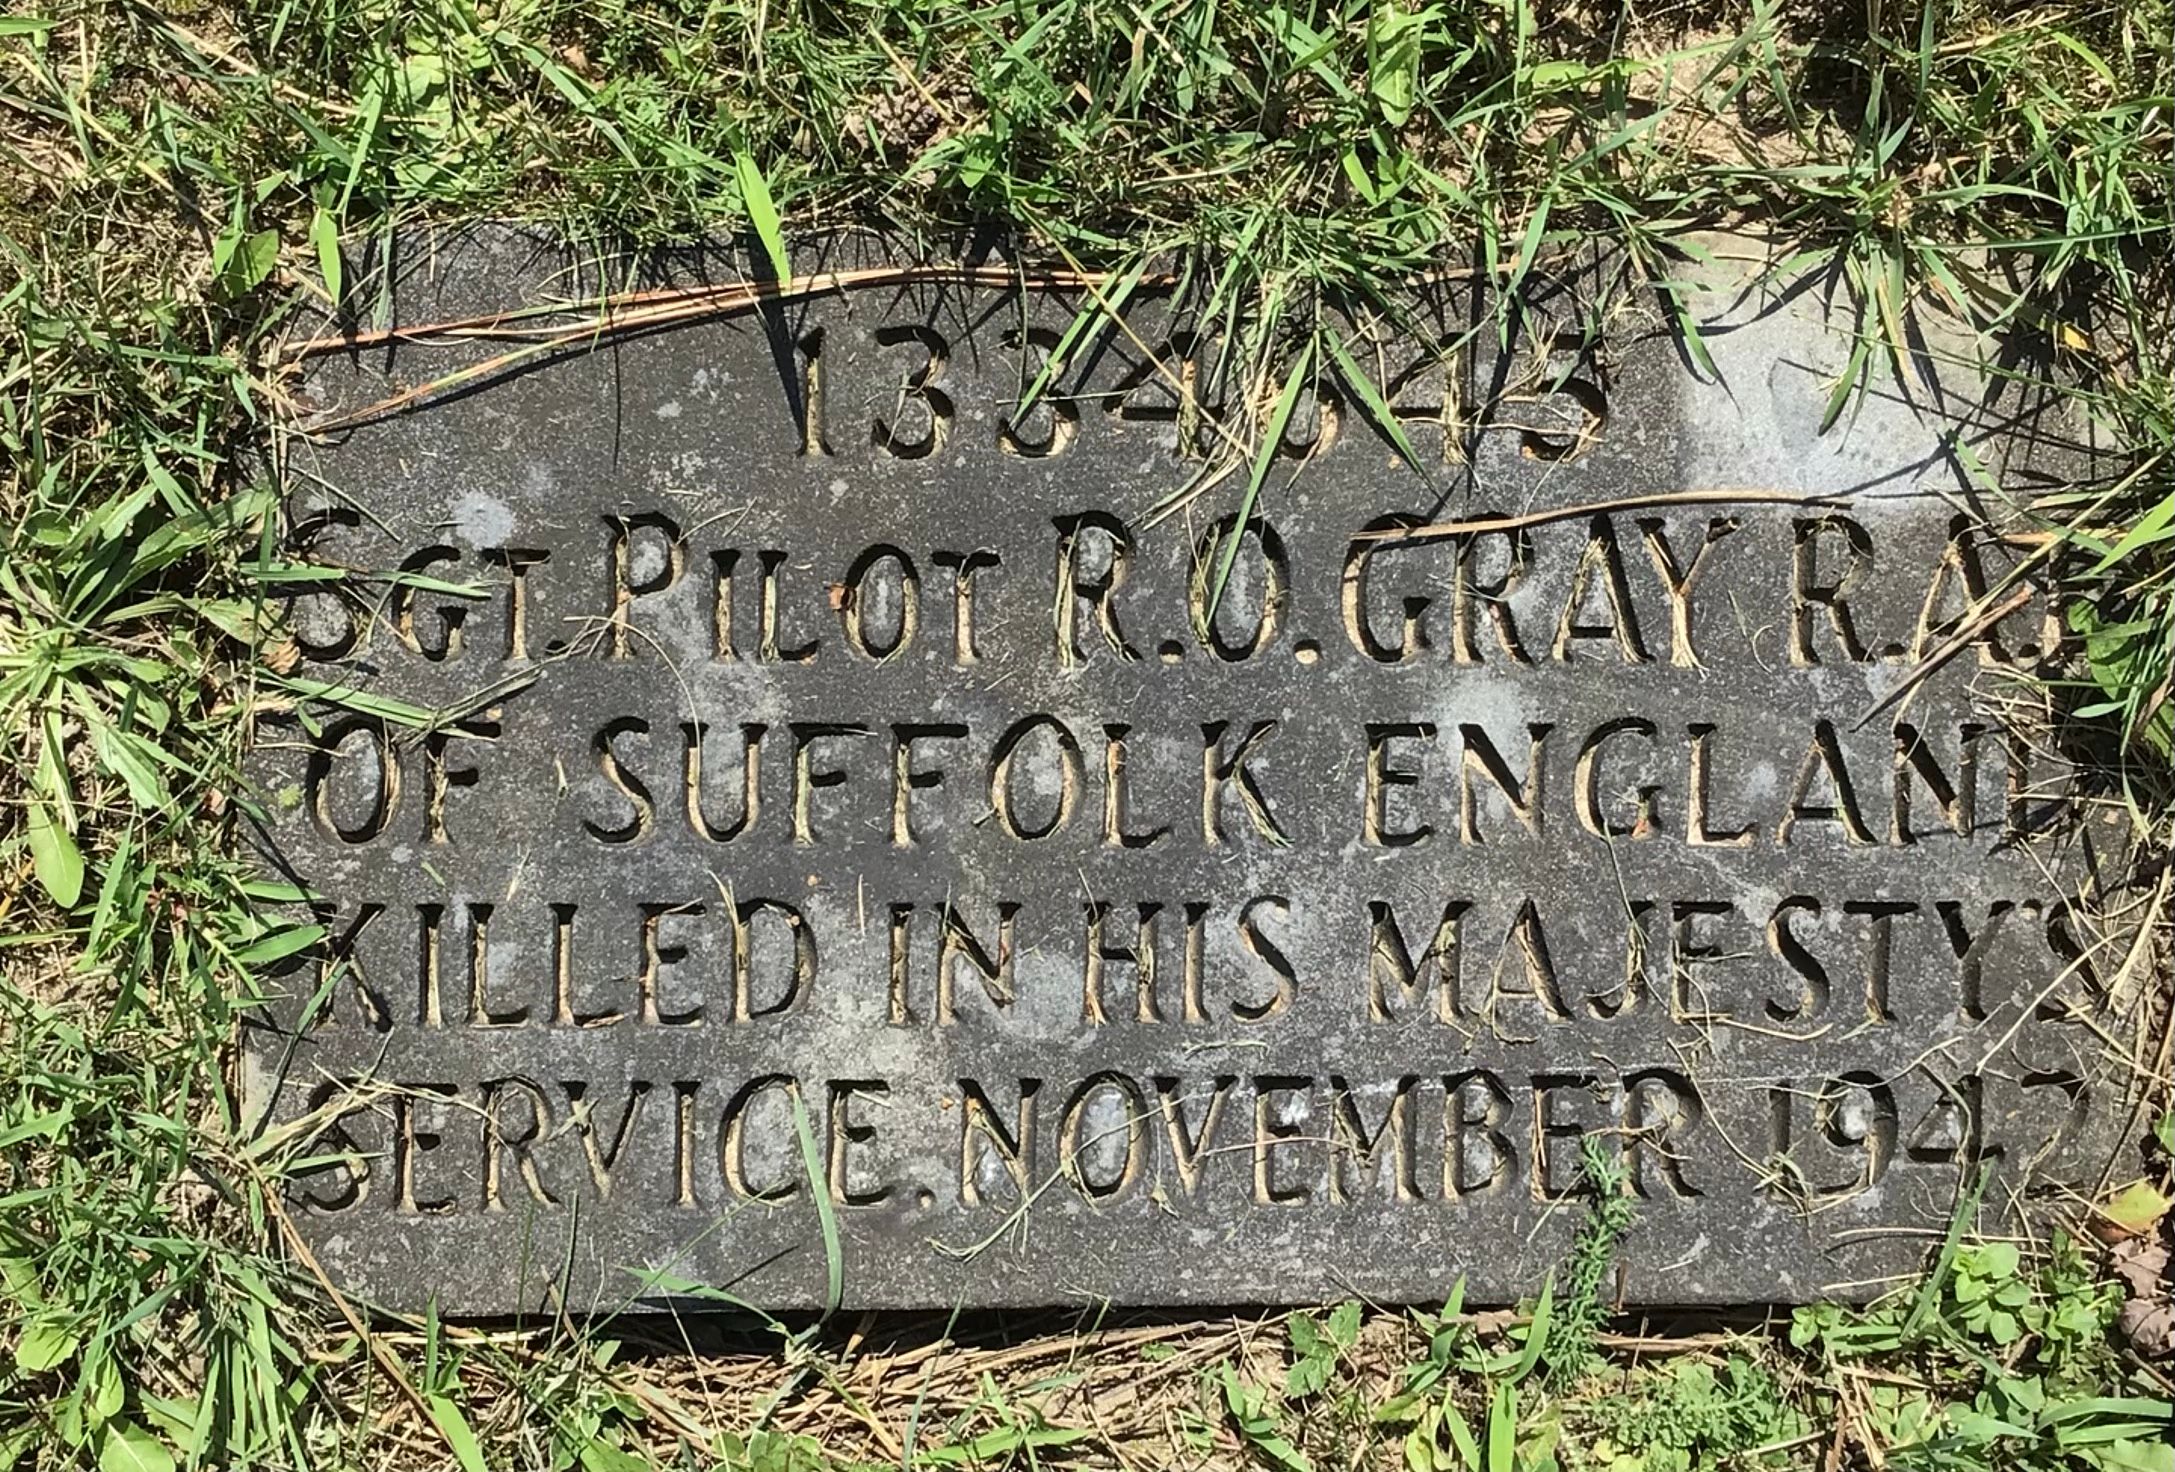 SGT. PILOT R.O. GRAY R.A.F
OF SUFFOLK ENGLAND
KILLED IN HIS MAJESTY'S
SERVICE. NOVEMBER 1942